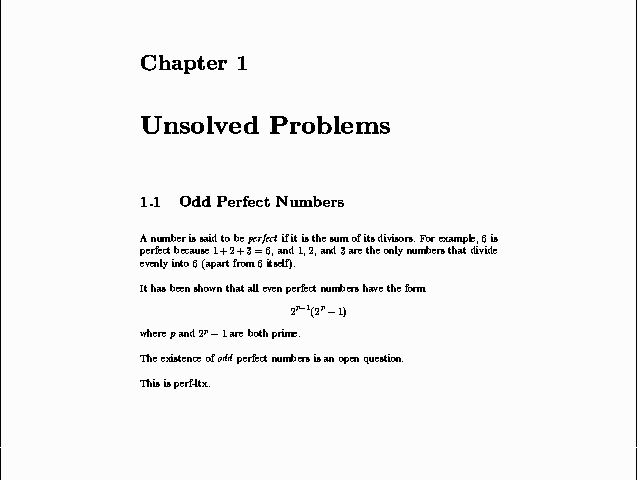 Chapter 1
Unsolved Problems
1.1 Odd Perfect Numbers
A number is said to be perfect if it is the sum of its divisors. For example, 6 is
perfect because 1 + 2 + 3 = 6, and 1, 2, and 3 are the only numbers that divide
evenly into 6 (apart from 6 itself).
It has been shown that all even perfect numbers have the form
2^{p−1}(2^p − 1)
where p and 2^p − 1 are both prime.
The existence of odd perfect numbers is an open question.
This is perf-ltx.